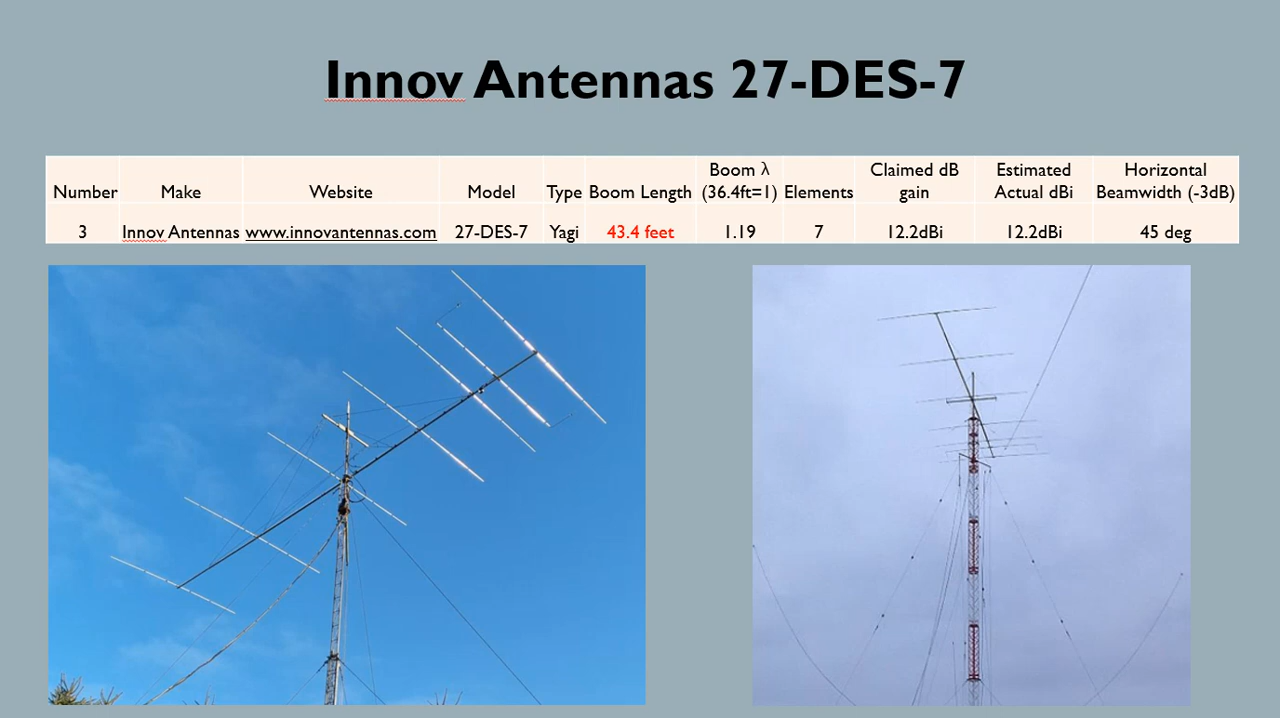 Innov Antennas 27-DES-7
Number Make Website Model Type Boom Length Boom λ (36.4ft=1) Elements Claimed dB gain Estimated Actual dBi Horizontal Beamwidth (-3dB)
3 Innov Antennas www.innovantennas.com 27-DES-7 Yagi 43.4 feet 1.19 7 12.2dBi 12.2dBi 45 deg